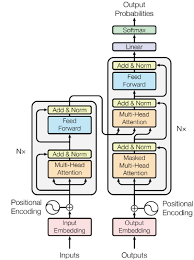 Output
Probabilities
Softmax
Linear
Add & Norm
Feed
Forward
Add & Norm
Multi-Head
Attention
Add & Norm
Masked
Multi-Head
Attention
N×
Add & Norm
Feed
Forward
Add & Norm
Multi-Head
Attention
N×
Positional
Encoding
Positional
Encoding
Input
Embedding
Output
Embedding
Inputs
Outputs